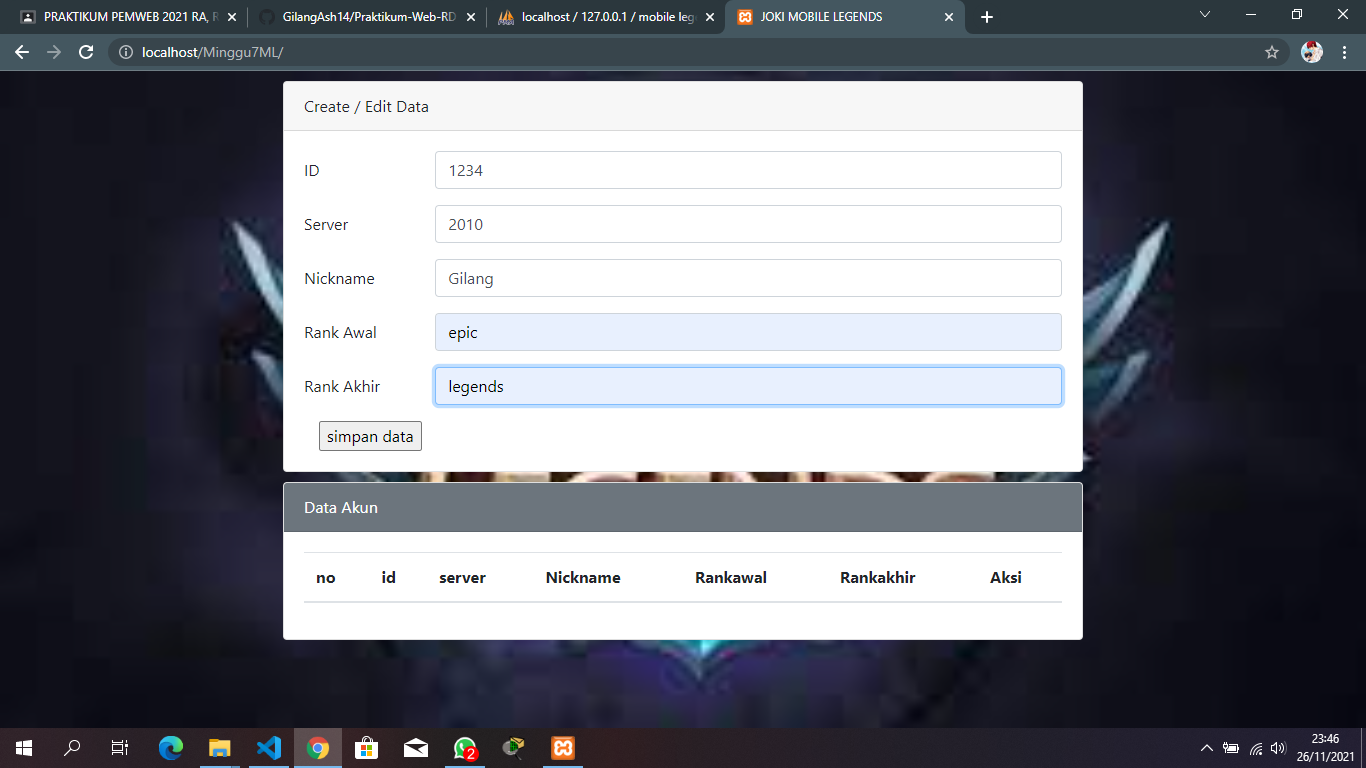 PRAKTIKUM PEMWEB 2021 RA, R
GilangAsh14/Praktikum-Web-RD
localhost / 127.0.0.1 / mobile leg
JOKI MOBILE LEGENDS
localhost/Minggu7ML/
Create / Edit Data
ID 1234
Server 2010
Nickname Gilang
Rank Awal epic
Rank Akhir legends
simpan data
Data Akun
no id server Nickname Rankawal Rankakhir Aksi
2
23:46
26/11/2021